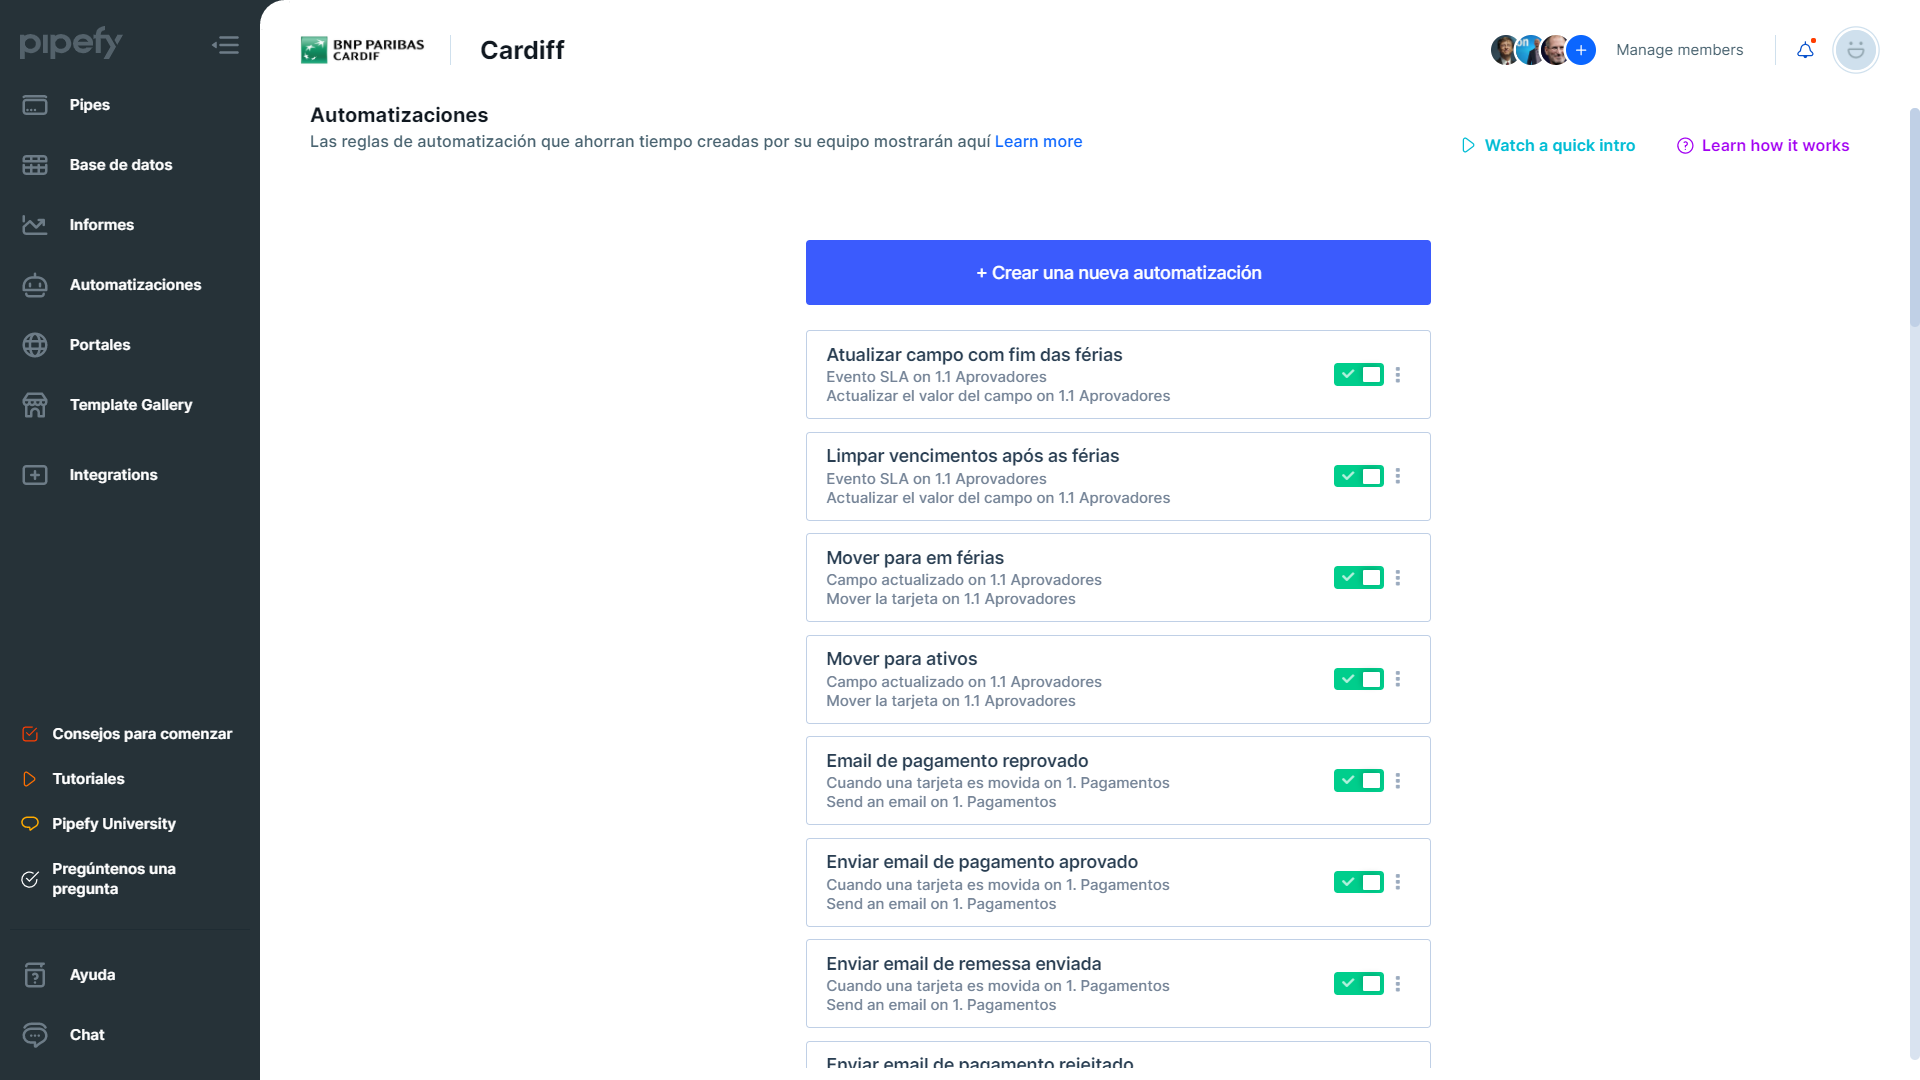 pipefy
Pipes
Base de datos
Informes
Automatizaciones
Portales
Template Gallery
Integrations
Consejos para comenzar
Tutoriales
Pipefy University
Pregúntenos una
pregunta
Ayuda
Chat
BNP PARIBAS
CARDIF
Cardiff
Manage members
Automatizaciones
Las reglas de automatización que ahorran tiempo creadas por su equipo mostrarán aquí Learn more
Watch a quick intro
Learn how it works
+ Crear una nueva automatización
Atualizar campo com fim das férias
Evento SLA on 1.1 Aprovadores
Actualizar el valor del campo on 1.1 Aprovadores
Limpar vencimentos após as férias
Evento SLA on 1.1 Aprovadores
Actualizar el valor del campo on 1.1 Aprovadores
Mover para em férias
Campo actualizado on 1.1 Aprovadores
Mover la tarjeta on 1.1 Aprovadores
Mover para ativos
Campo actualizado on 1.1 Aprovadores
Mover la tarjeta on 1.1 Aprovadores
Email de pagamento reprovado
Cuando una tarjeta es movida on 1. Pagamentos
Send an email on 1. Pagamentos
Enviar email de pagamento aprovado
Cuando una tarjeta es movida on 1. Pagamentos
Send an email on 1. Pagamentos
Enviar email de remessa enviada
Cuando una tarjeta es movida on 1. Pagamentos
Send an email on 1. Pagamentos
Enviar email de pagamento rejeitado